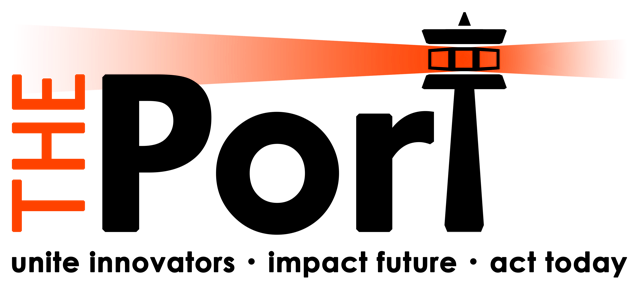 THE
Port
unite innovators • impact future • act today